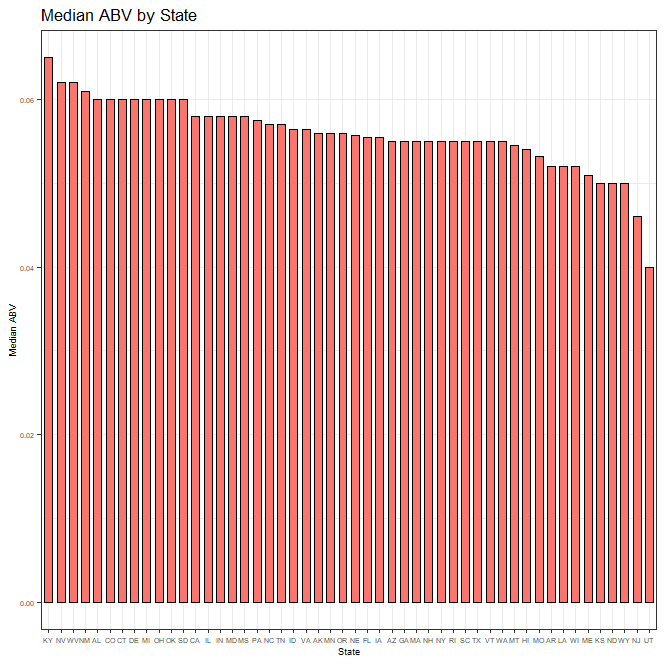 Median ABV by State
0.06
0.04
0.02
0.00
Median ABV
KY NV WV NM AL CO CT DE MI OH OK SD CA IL IN MD MS PA NC TN ID VA AK MN OR NE FL IA AZ GA MA NH NY RI SC TX VT WA MT HI MO AR LA WI ME KS ND WY NJ UT
State